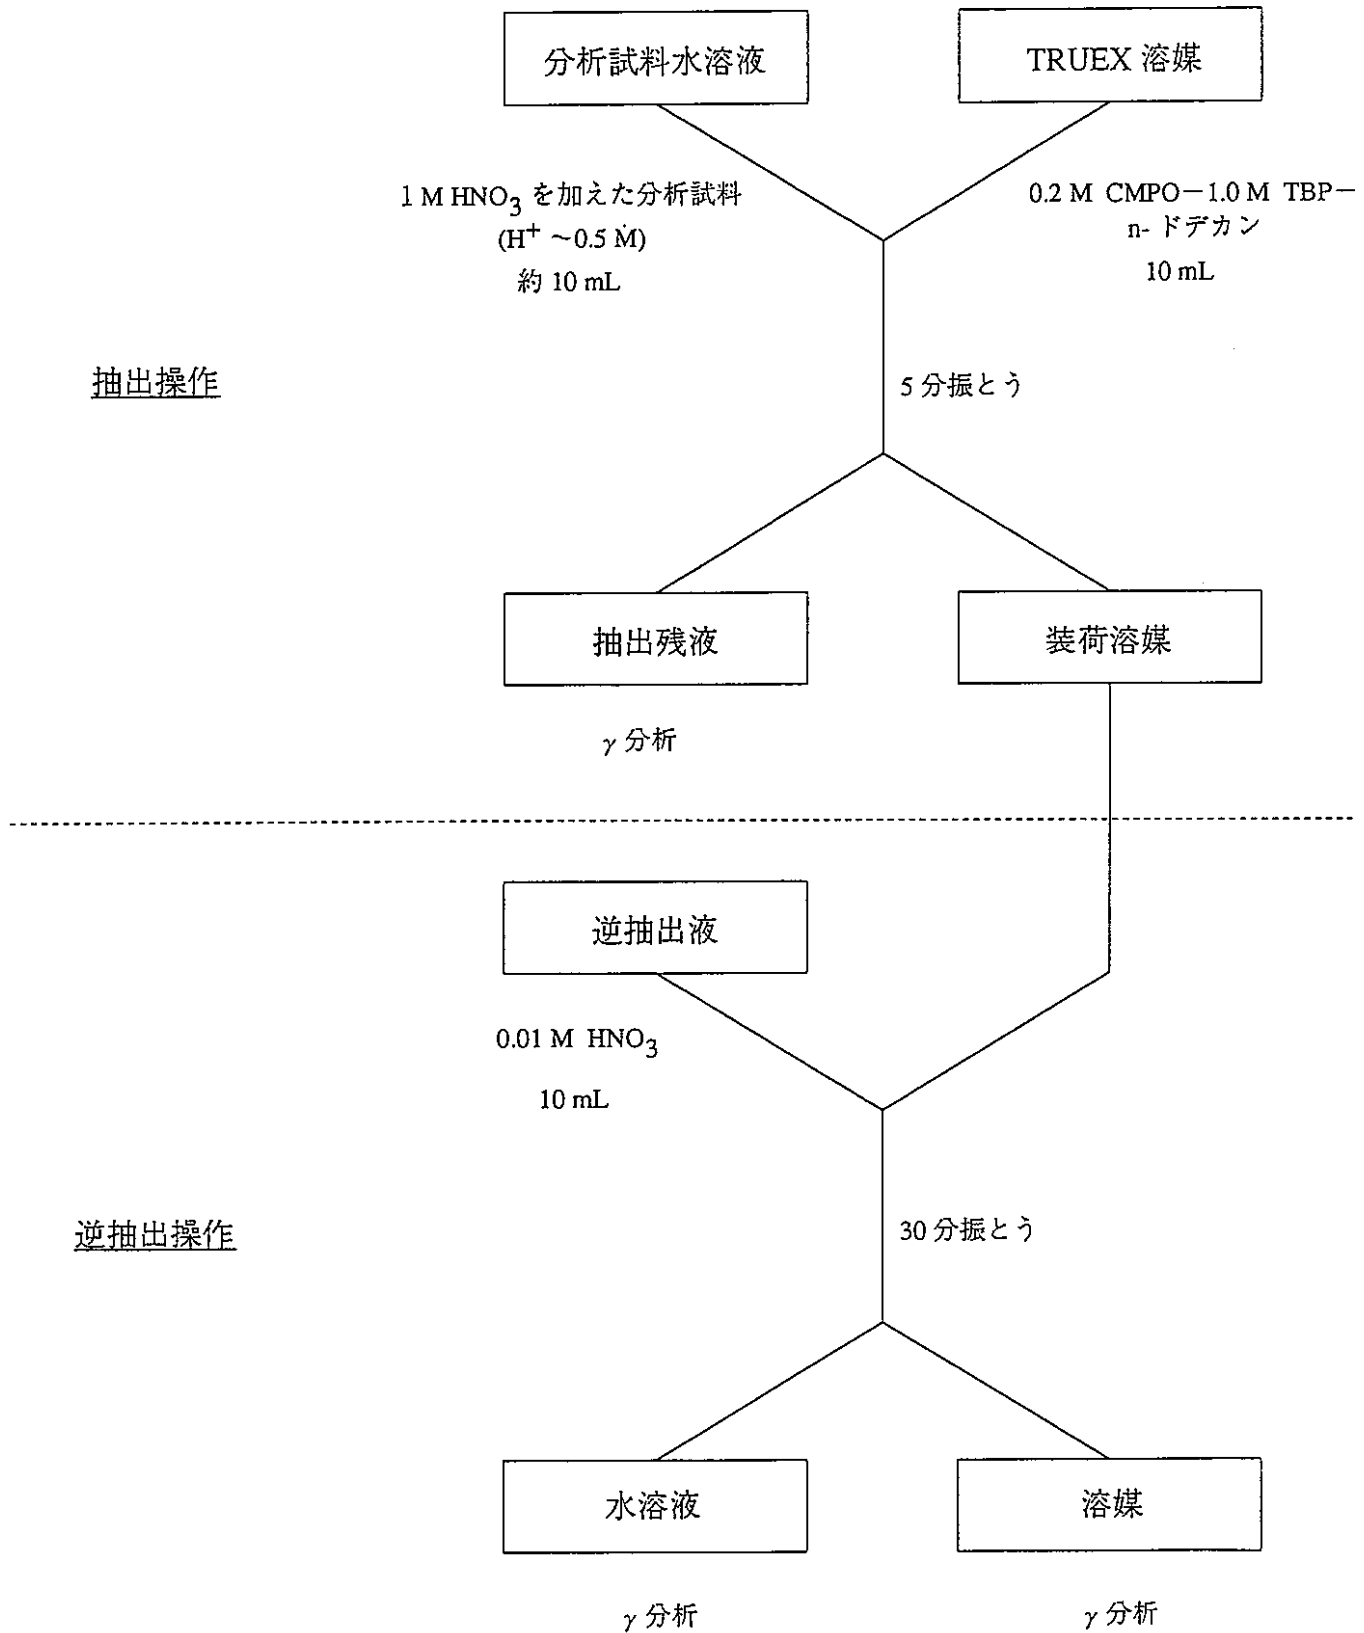 分析試料水溶液
TRUEX 溶媒
1 M HNO3 を加えた分析試料
(H+ ～0.5 M)
約 10 mL
0.2 M CMPO－1.0 M TBP－
n- ドデカン
10 mL
抽出操作
5 分振とう
抽出残液
装荷溶媒
γ 分析
逆抽出液
0.01 M HNO3
10 mL
逆抽出操作
30 分振とう
水溶液
溶媒
γ 分析
γ 分析